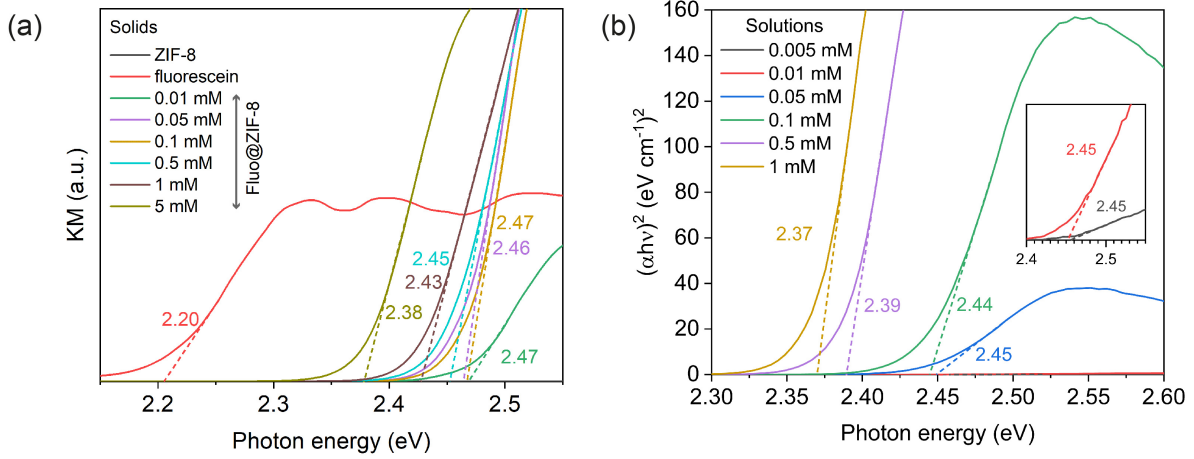 (a)
Solids
ZIF-8
fluorescein
0.01 mM
0.05 mM
0.1 mM
0.5 mM
1 mM
5 mM
Fluo@ZIF-8
KM (a.u.)
2.20
2.38
2.43
2.45
2.47
2.46
2.47
2.2
2.3
2.4
2.5
Photon energy (eV)
(b)
Solutions
0.005 mM
0.01 mM
0.05 mM
0.1 mM
0.5 mM
1 mM
(αhν)² (eV cm⁻¹)²
160
140
120
100
80
60
40
20
0
2.37
2.39
2.44
2.45
2.45
2.45
2.4
2.5
2.30
2.35
2.40
2.45
2.50
2.55
2.60
Photon energy (eV)